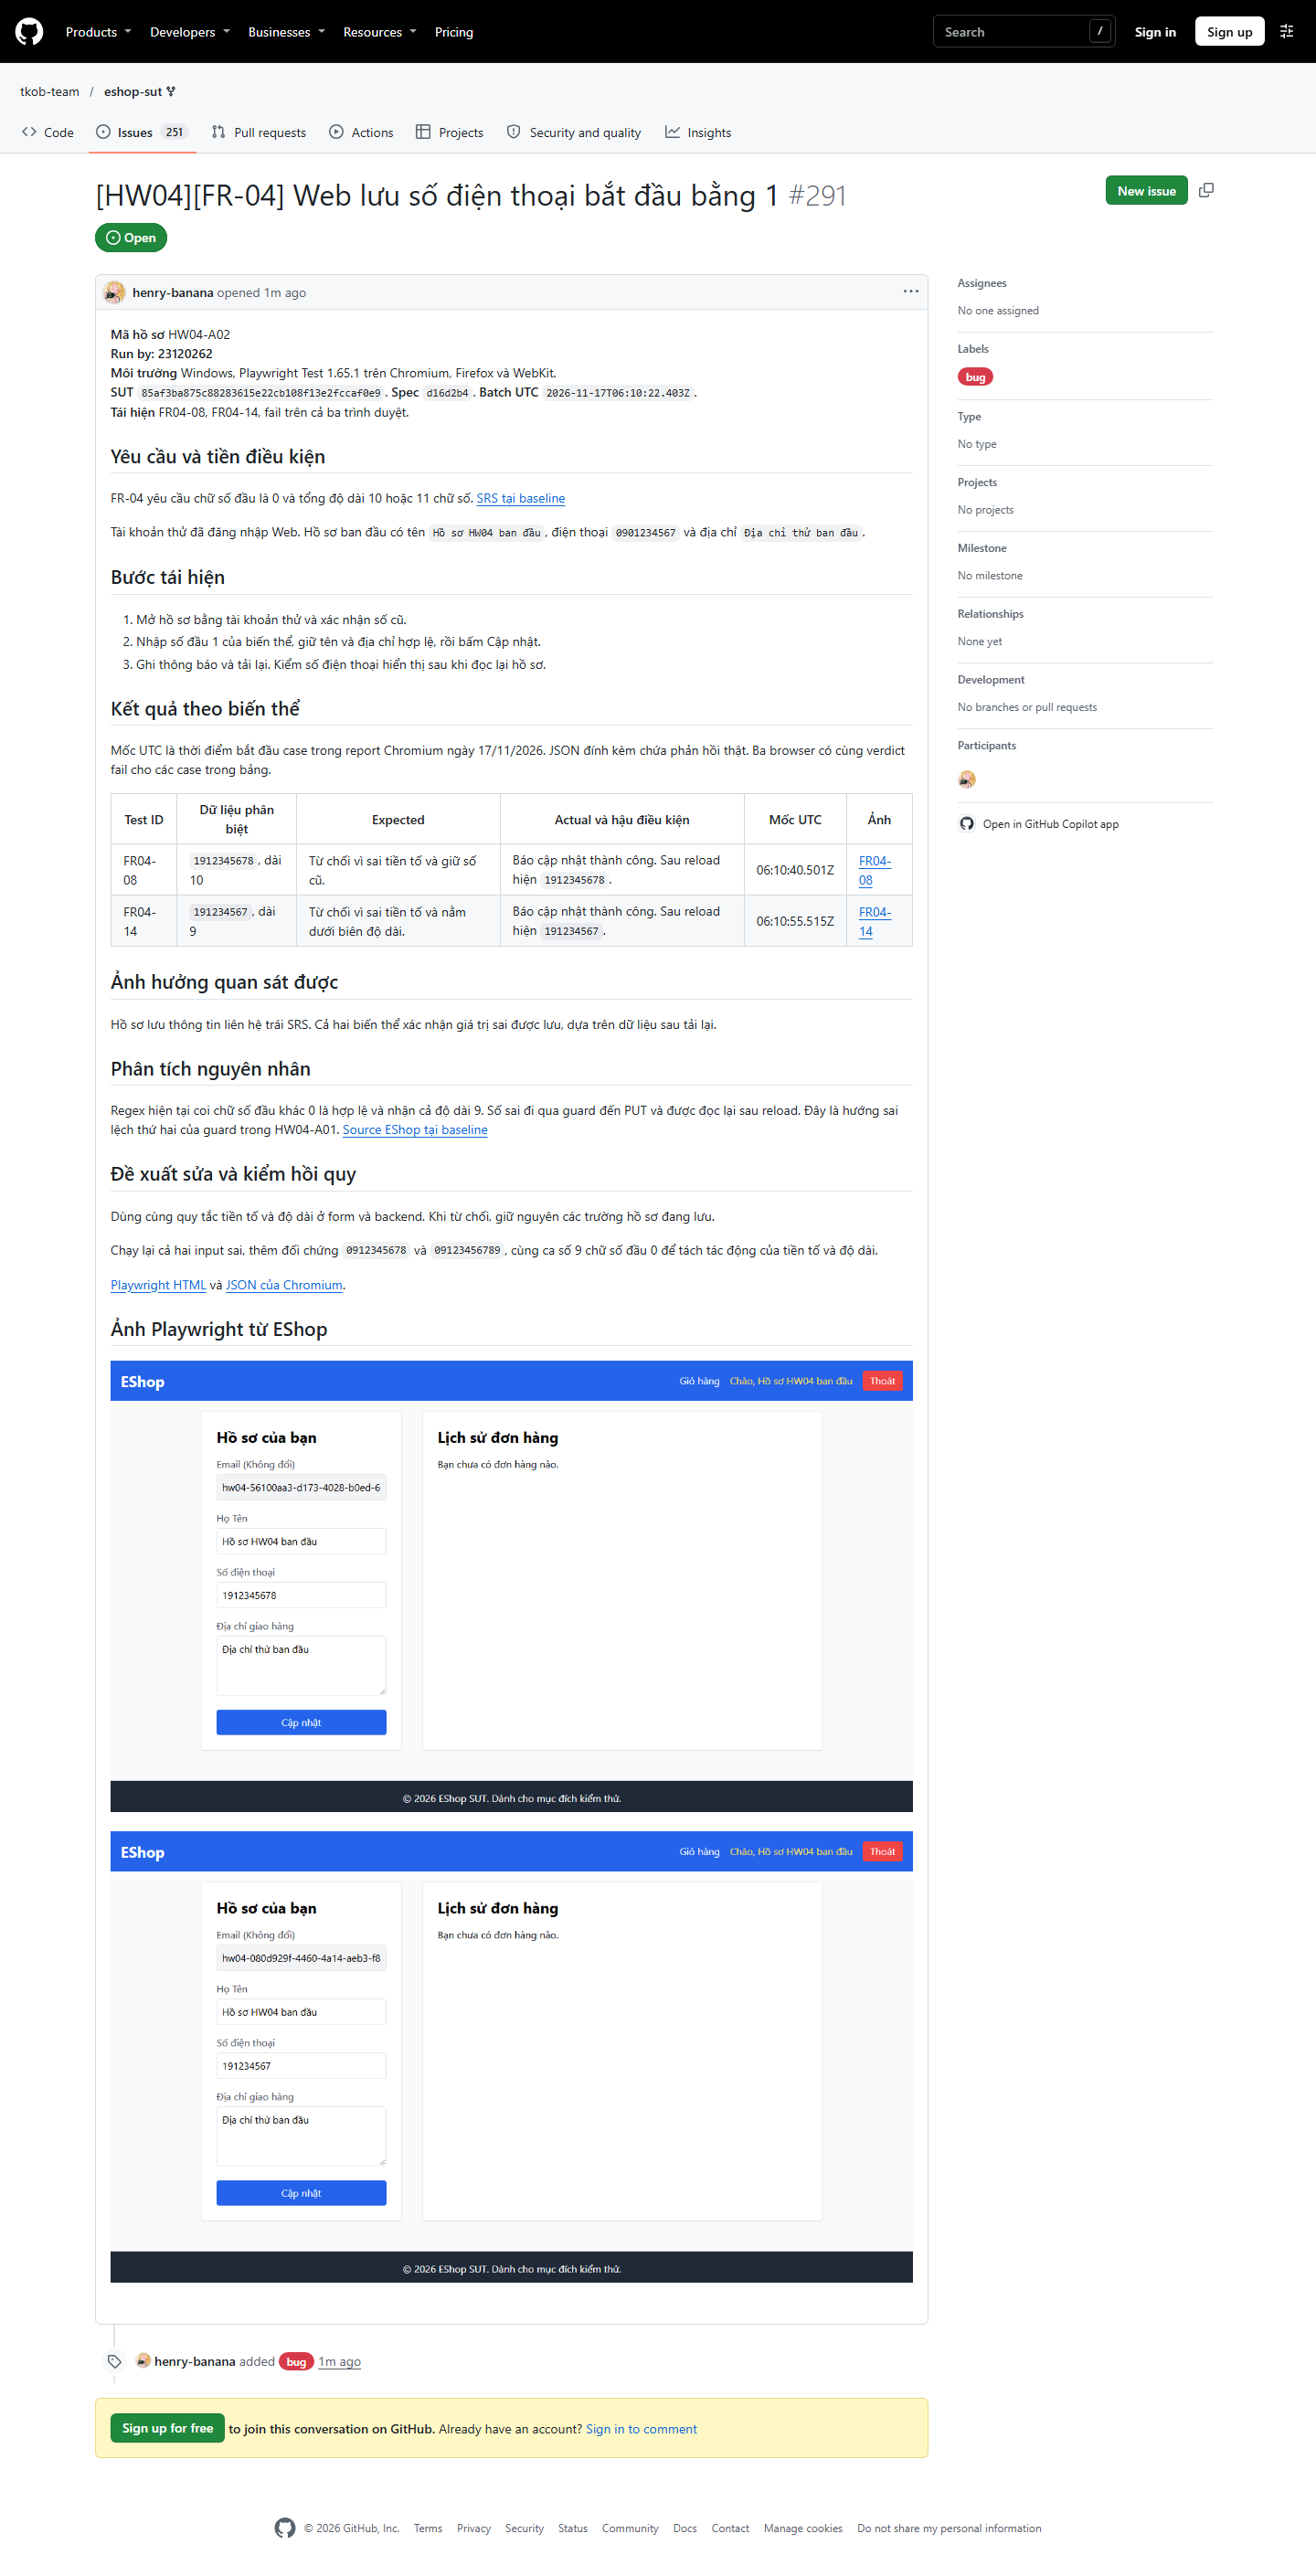 Products Developers Businesses Resources Pricing Search / Sign in Sign up
tkob-team / eshop-sut
Code Issues 251 Pull requests Actions Projects Security and quality Insights
[HW04][FR-04] Web lưu số điện thoại bắt đầu bằng 1 #291
New issue
Open
henry-banana opened 1m ago
Mã hồ sơ HW04-A02
Run by: 23120262
Môi trường Windows, Playwright Test 1.65.1 trên Chromium, Firefox và WebKit.
SUT 85af3ba875c88283615e22cb108f13e2fccaf0e9 . Spec d16d2b4 . Batch UTC 2026-11-17T06:10:22.403Z .
Tái hiện FR04-08, FR04-14, fail trên cả ba trình duyệt.
Yêu cầu và tiền điều kiện
FR-04 yêu cầu chữ số đầu là 0 và tổng độ dài 10 hoặc 11 chữ số. SRS tại baseline
Tài khoản thử đã đăng nhập Web. Hồ sơ ban đầu có tên Hồ sơ HW04 ban đầu , điện thoại 0901234567 và địa chỉ Địa chỉ thử ban đầu .
Bước tái hiện
1. Mở hồ sơ bằng tài khoản thử và xác nhận số cũ.
2. Nhập số đầu 1 của biến thể, giữ tên và địa chỉ hợp lệ, rồi bấm Cập nhật.
3. Ghi thông báo và tải lại. Kiểm số điện thoại hiển thị sau khi đọc lại hồ sơ.
Kết quả theo biến thể
Mốc UTC là thời điểm bắt đầu case trong report Chromium ngày 17/11/2026. JSON đính kèm chứa phản hồi thật. Ba browser có cùng verdict
fail cho các case trong bảng.
Test ID Dữ liệu phân biệt Expected Actual và hậu điều kiện Mốc UTC Ảnh
FR04-08 1912345678 , dài 10 Từ chối vì sai tiền tố và giữ số cũ. Báo cập nhật thành công. Sau reload hiện 1912345678 . 06:10:40.501Z FR04-08
FR04-14 191234567 , dài 9 Từ chối vì sai tiền tố và nằm dưới biên độ dài. Báo cập nhật thành công. Sau reload hiện 191234567 . 06:10:55.515Z FR04-14
Ảnh hưởng quan sát được
Hồ sơ lưu thông tin liên hệ trái SRS. Cả hai biến thể xác nhận giá trị sai được lưu, dựa trên dữ liệu sau tải lại.
Phân tích nguyên nhân
Regex hiện tại coi chữ số đầu khác 0 là hợp lệ và nhận cả độ dài 9. Số sai đi qua guard đến PUT và được đọc lại sau reload. Đây là hướng sai
lệch thứ hai của guard trong HW04-A01. Source EShop tại baseline
Đề xuất sửa và kiểm hồi quy
Dùng cùng quy tắc tiền tố và độ dài ở form và backend. Khi từ chối, giữ nguyên các trường hồ sơ đang lưu.
Chạy lại cả hai input sai, thêm đối chứng 0912345678 và 09123456789 , cùng ca số 9 chữ số đầu 0 để tách tác động của tiền tố và độ dài.
Playwright HTML và JSON của Chromium.
Ảnh Playwright từ EShop
EShop Giỏ hàng Chào, Hồ sơ HW04 ban đầu Thoát
Hồ sơ của bạn
Email (Không đổi)
hw04-56100aa3-d173-4028-b0ed-6
Họ Tên
Hồ sơ HW04 ban đầu
Số điện thoại
1912345678
Địa chỉ giao hàng
Địa chỉ thử ban đầu
Cập nhật
Lịch sử đơn hàng
Bạn chưa có đơn hàng nào.
© 2026 EShop SUT. Dành cho mục đích kiểm thử.
EShop Giỏ hàng Chào, Hồ sơ HW04 ban đầu Thoát
Hồ sơ của bạn
Email (Không đổi)
hw04-080d929f-4460-4a14-aeb3-f8
Họ Tên
Hồ sơ HW04 ban đầu
Số điện thoại
191234567
Địa chỉ giao hàng
Địa chỉ thử ban đầu
Cập nhật
Lịch sử đơn hàng
Bạn chưa có đơn hàng nào.
© 2026 EShop SUT. Dành cho mục đích kiểm thử.
henry-banana added bug 1m ago
Sign up for free to join this conversation on GitHub. Already have an account? Sign in to comment
Assignees
No one assigned
Labels
bug
Type
No type
Projects
No projects
Milestone
No milestone
Relationships
None yet
Development
No branches or pull requests
Participants
Open in GitHub Copilot app
© 2026 GitHub, Inc. Terms Privacy Security Status Community Docs Contact Manage cookies Do not share my personal information